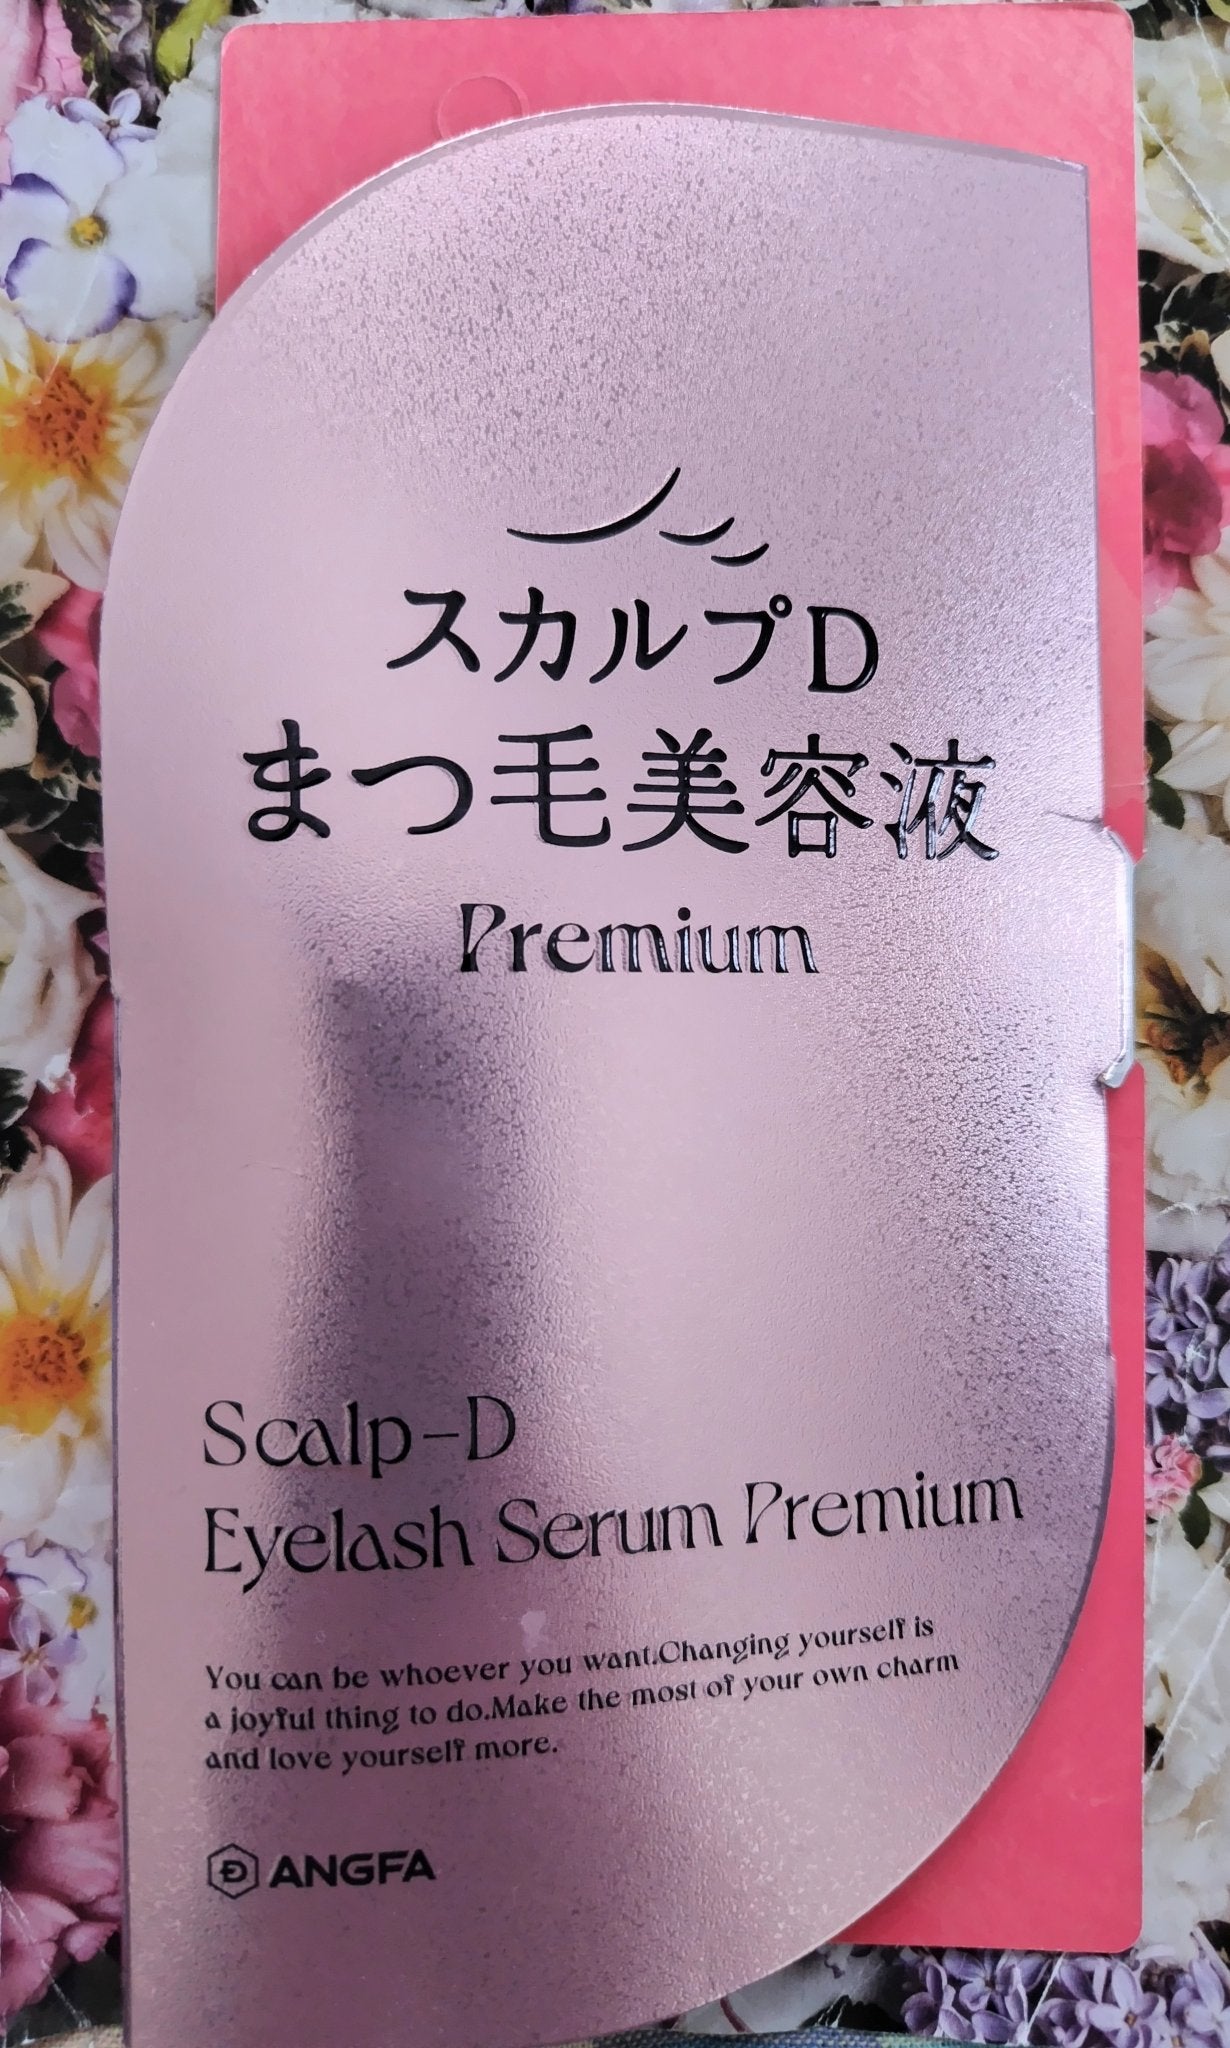 スカルプD
まつ毛美容液
Premium
Scalp-D
Eyelash Serum Premium
You can be whoever you want.Changing yourself is
a joyful thing to do.Make the most of your own charm
and love yourself more.
ANGFA